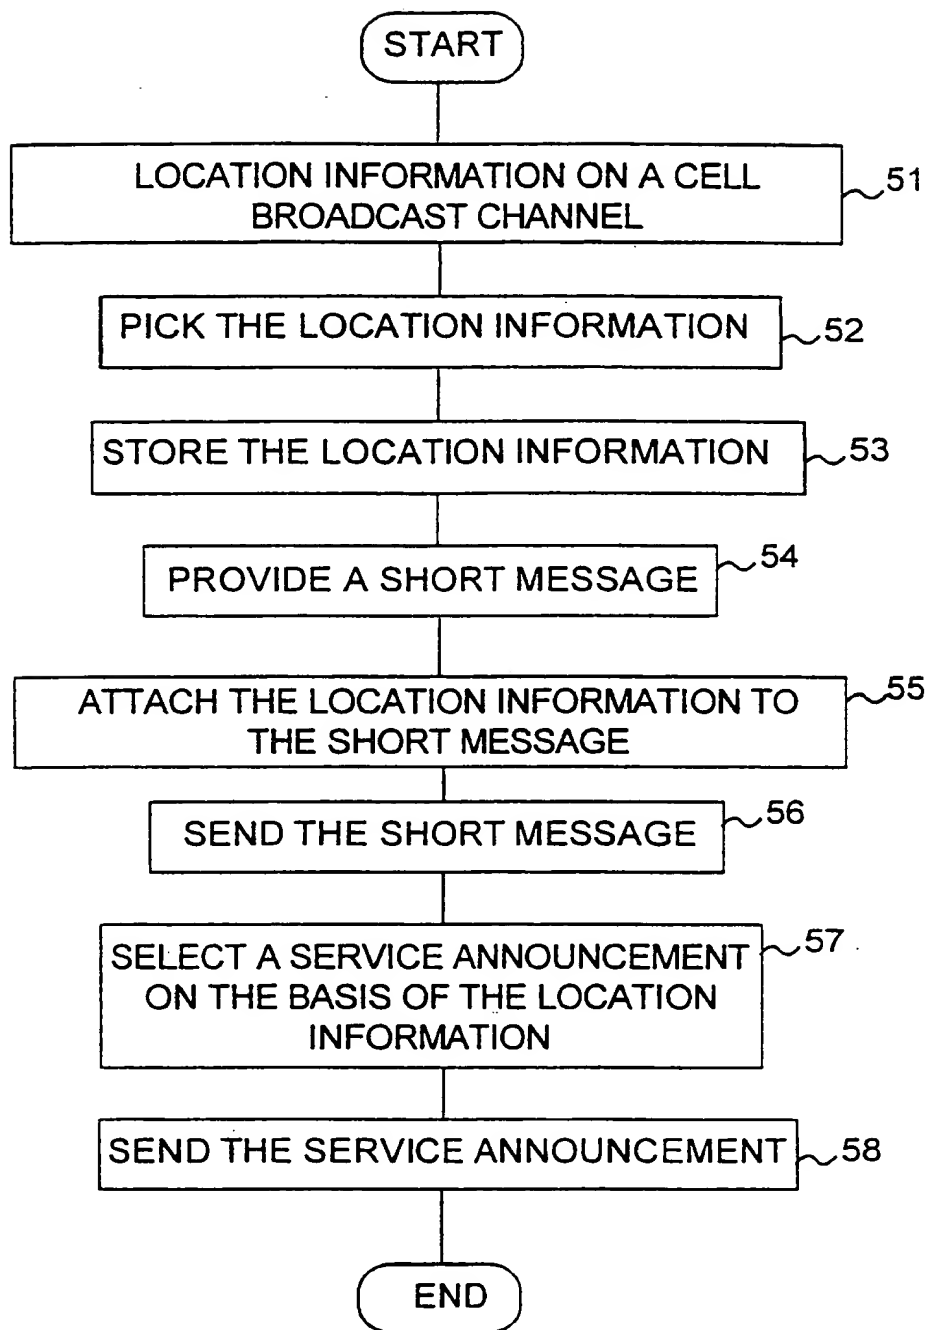 START
LOCATION INFORMATION ON A CELL
BROADCAST CHANNEL
51
PICK THE LOCATION INFORMATION
52
STORE THE LOCATION INFORMATION
53
PROVIDE A SHORT MESSAGE
54
ATTACH THE LOCATION INFORMATION TO
THE SHORT MESSAGE
55
SEND THE SHORT MESSAGE
56
SELECT A SERVICE ANNOUNCEMENT
ON THE BASIS OF THE LOCATION
INFORMATION
57
SEND THE SERVICE ANNOUNCEMENT
58
END